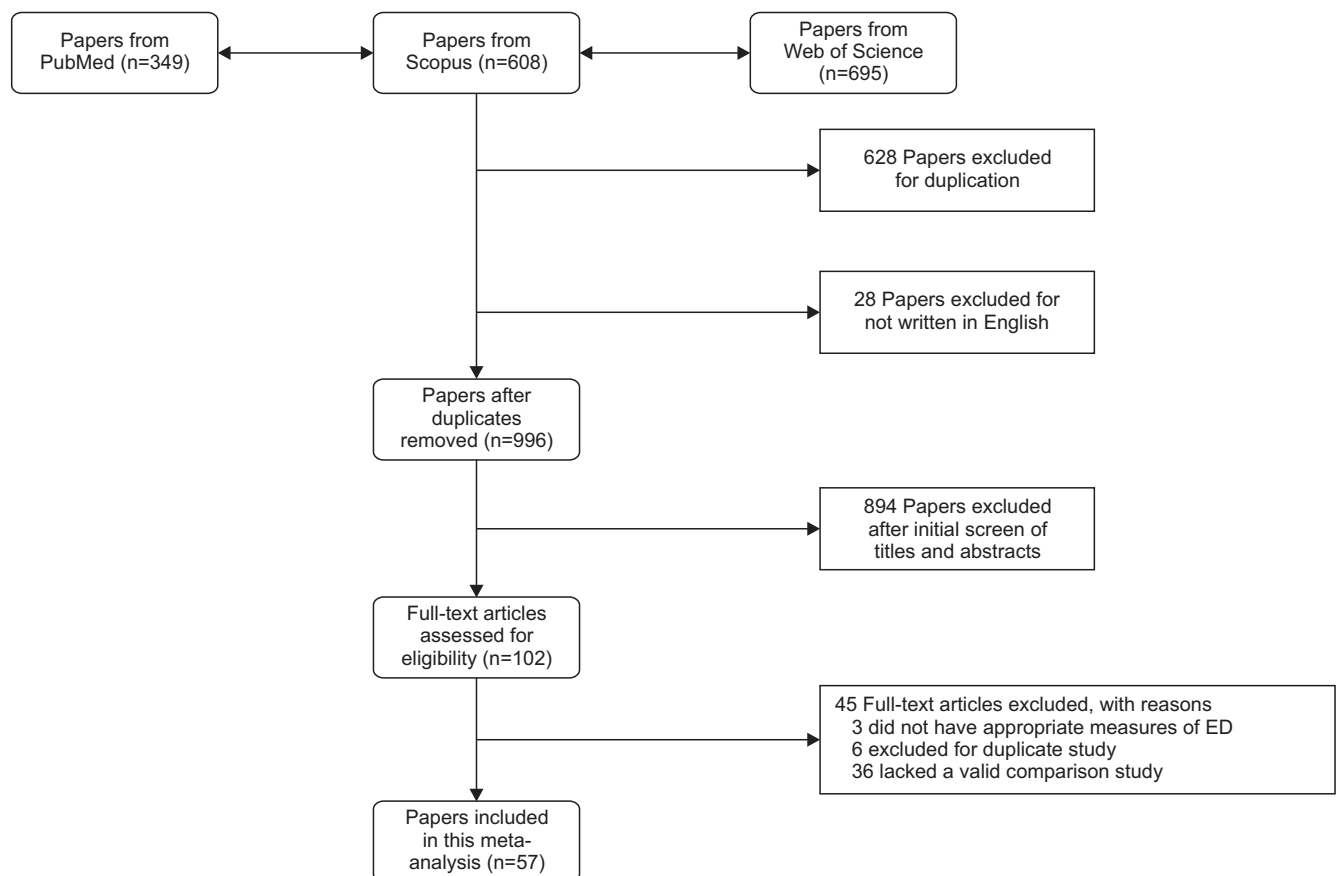 Papers from
PubMed (n=349)
Papers from
Scopus (n=608)
Papers from
Web of Science
(n=695)
628 Papers excluded
for duplication
28 Papers excluded for
not written in English
Papers after
duplicates
removed (n=996)
894 Papers excluded
after initial screen of
titles and abstracts
Full-text articles
assessed for
eligibility (n=102)
45 Full-text articles excluded, with reasons
3 did not have appropriate measures of ED
6 excluded for duplicate study
36 lacked a valid comparison study
Papers included
in this meta-
analysis (n=57)